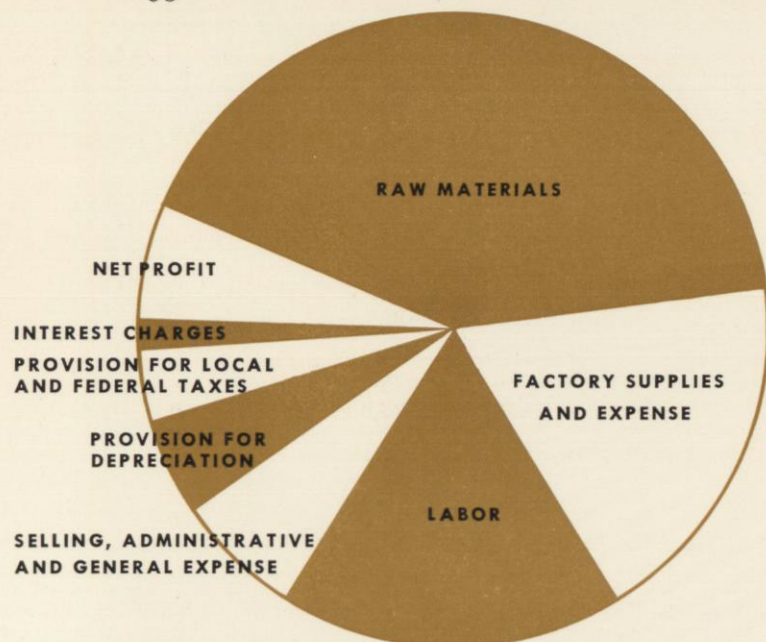 RAW MATERIALS
NET PROFIT
INTEREST CHARGES
PROVISION FOR LOCAL
AND FEDERAL TAXES
FACTORY SUPPLIES
AND EXPENSE
PROVISION FOR
DEPRECIATION
LABOR
SELLING, ADMINISTRATIVE
AND GENERAL EXPENSE